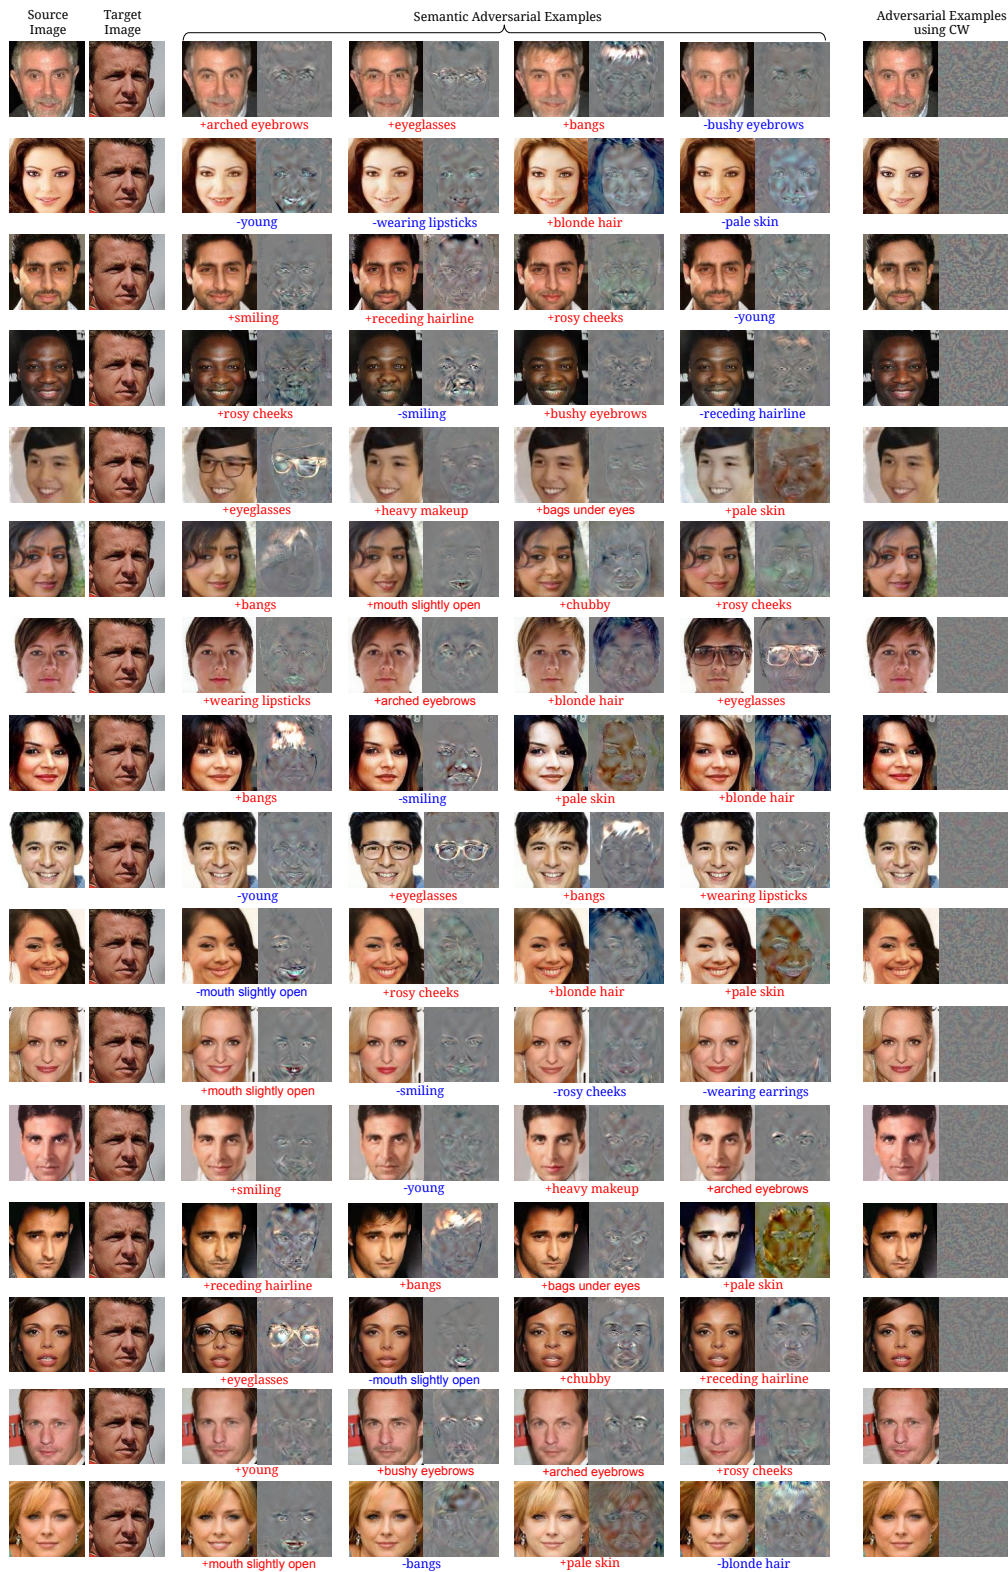 Source
Image
Target
Image
Semantic Adversarial Examples
Adversarial Examples
using CW
+arched eyebrows
+eyeglasses
+bangs
-bushy eyebrows
-young
-wearing lipsticks
+blonde hair
-pale skin
+smiling
+receding hairline
+rosy cheeks
-young
+rosy cheeks
-smiling
+bushy eyebrows
-receding hairline
+eyeglasses
+heavy makeup
+bags under eyes
+pale skin
+bangs
+mouth slightly open
+chubby
+rosy cheeks
+wearing lipsticks
+arched eyebrows
+blonde hair
+eyeglasses
+bangs
-smiling
+pale skin
+blonde hair
-young
+eyeglasses
+bangs
+wearing lipsticks
-mouth slightly open
+rosy cheeks
+blonde hair
+pale skin
+mouth slightly open
-smiling
-rosy cheeks
-wearing earrings
+smiling
-young
+heavy makeup
+arched eyebrows
+receding hairline
+bangs
+bags under eyes
+pale skin
+eyeglasses
-mouth slightly open
+chubby
+receding hairline
+young
+bushy eyebrows
+arched eyebrows
+rosy cheeks
+mouth slightly open
-bangs
+pale skin
-blonde hair